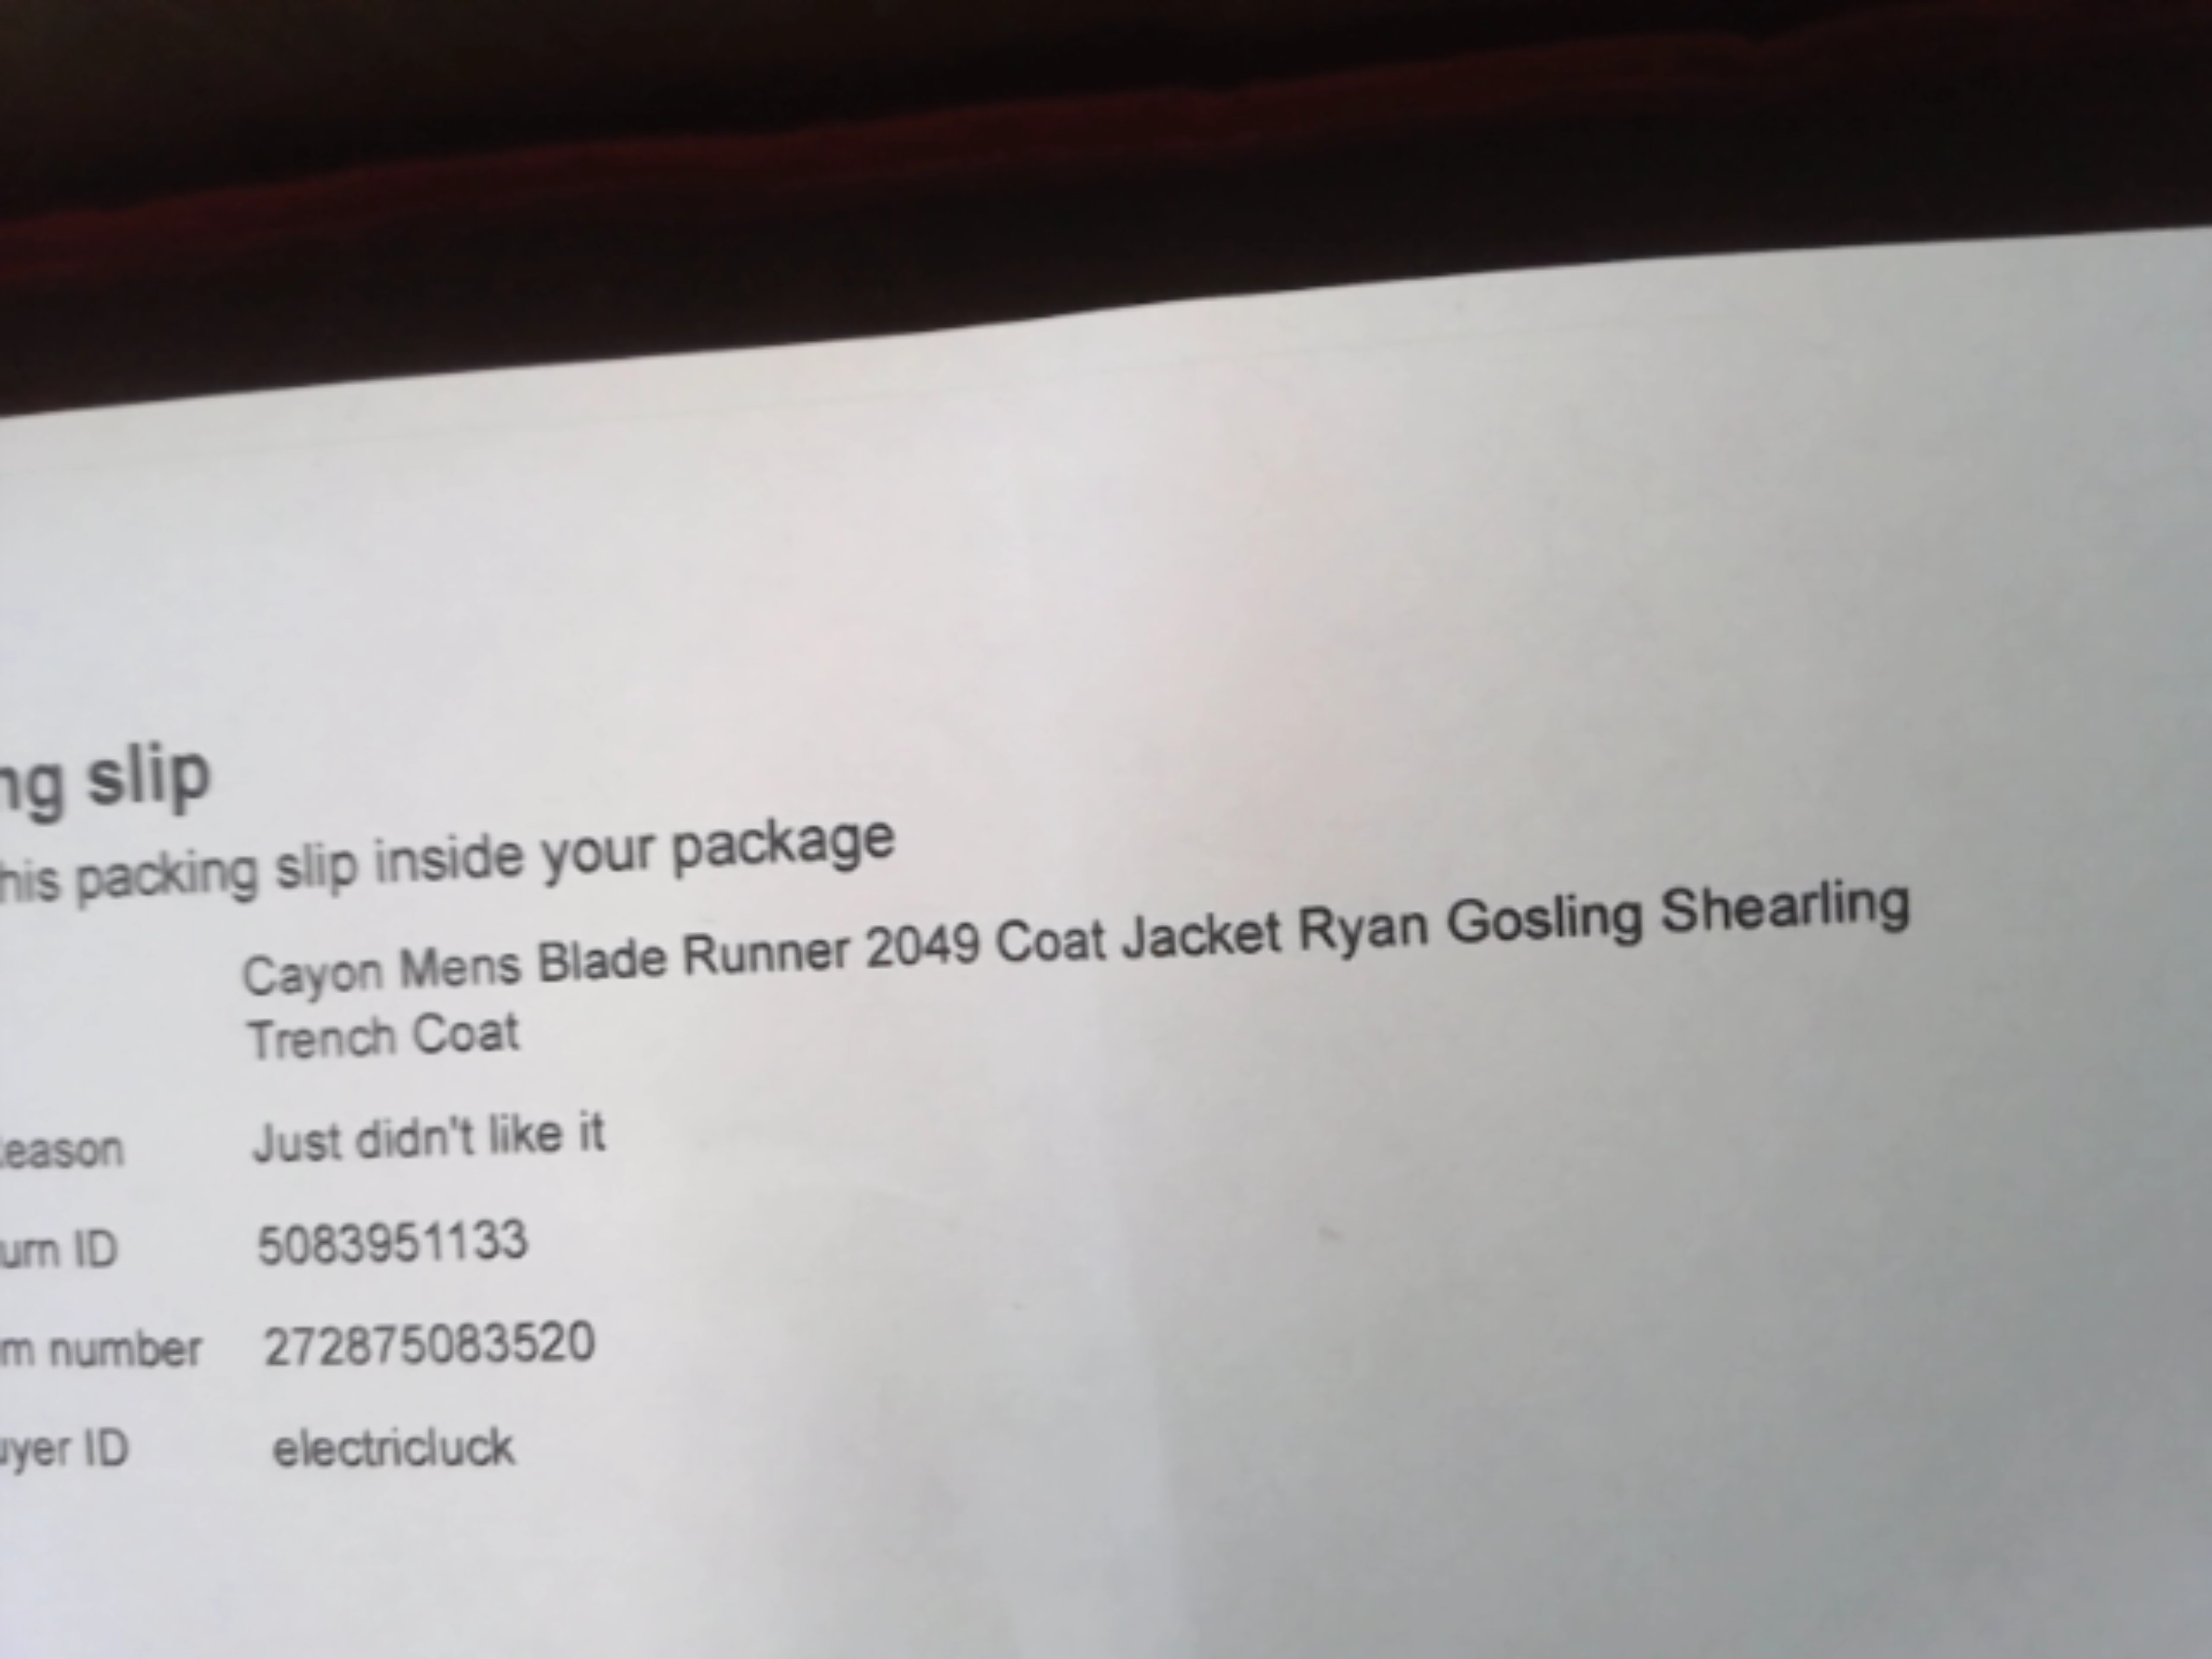 ng slip
his packing slip inside your package
Cayon Mens Blade Runner 2049 Coat Jacket Ryan Gosling Shearling
Trench Coat
eason Just didn't like it
urn ID 5083951133
m number 272875083520
uyer ID electricluck